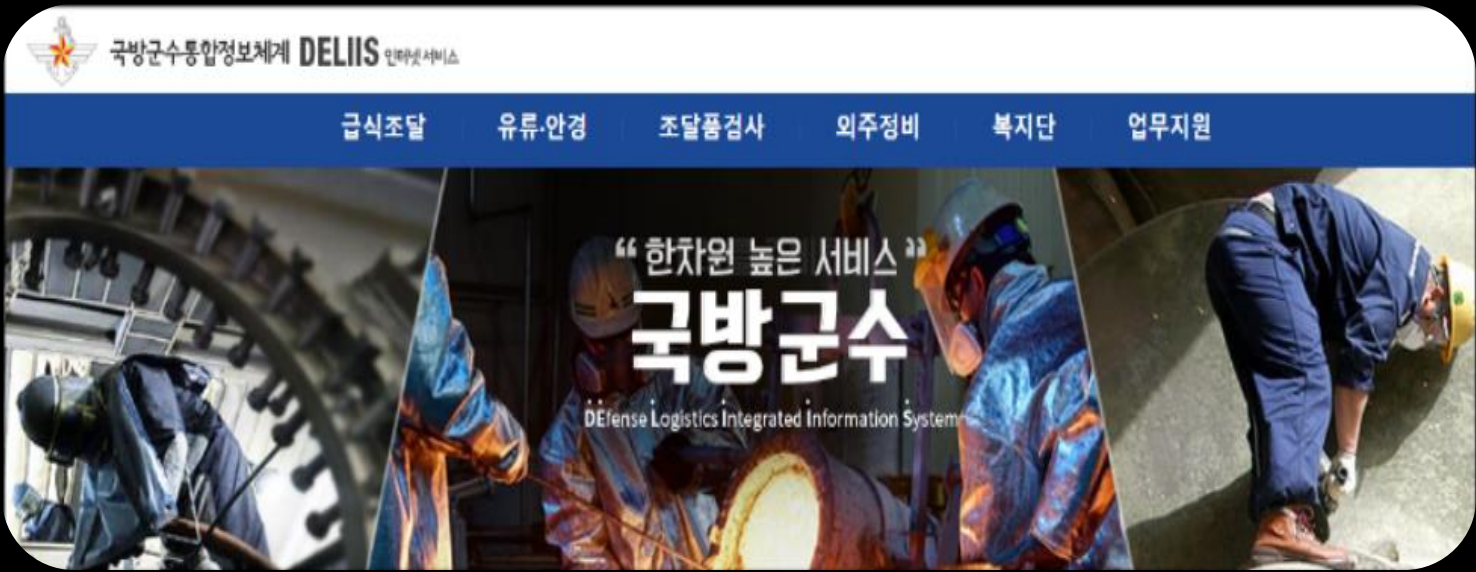 국방군수통합정보체계 DELIIS 인터넷 서비스
급식조달 유류·안경 조달품검사 외주정비 복지단 업무지원
“ 한차원 높은 서비스 ”
국방군수
DEfense Logistics Integrated Information System